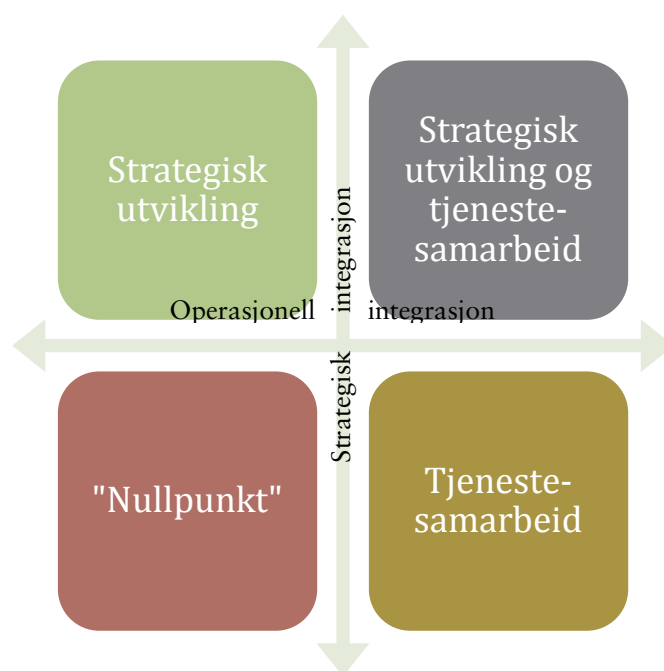 Strategisk
utvikling
Strategisk
utvikling og
tjeneste-
samarbeid
Operasjonell integrasjon
Strategisk integrasjon
"Nullpunkt"
Tjeneste-
samarbeid